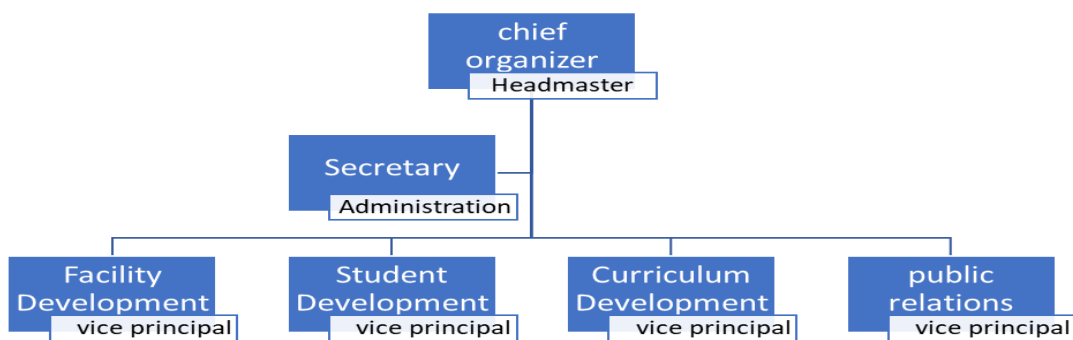 chief
organizer
Headmaster
Secretary
Administration
Facility
Development
vice principal
Student
Development
vice principal
Curriculum
Development
vice principal
public
relations
vice principal